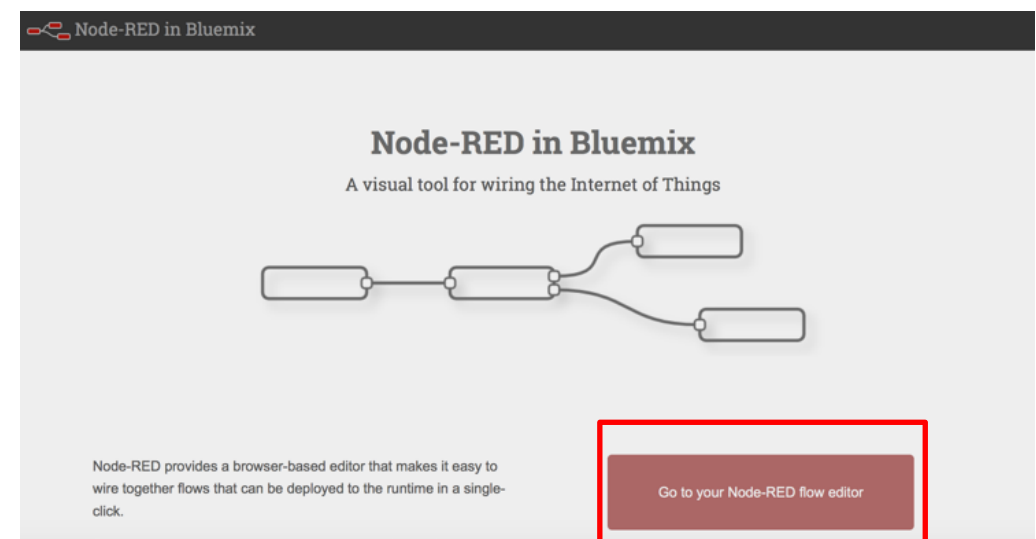 Node-RED in Bluemix
Node-RED in Bluemix
A visual tool for wiring the Internet of Things
Node-RED provides a browser-based editor that makes it easy to
wire together flows that can be deployed to the runtime in a single-
click.
Go to your Node-RED flow editor